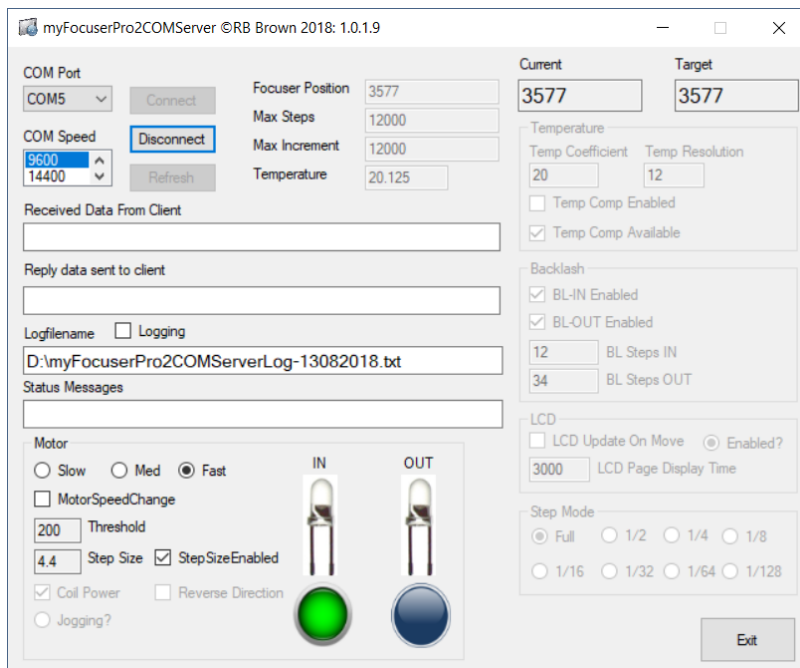 myFocuserPro2COMServer ©RB Brown 2018: 1.0.1.9
COM Port
COM5
Connect
COM Speed
9600
14400
Disconnect
Refresh
Focuser Position 3577
Max Steps 12000
Max Increment 12000
Temperature 20.125
Current Target
3577 3577
Received Data From Client
Reply data sent to client
Logfilename Logging
D:\myFocuserPro2COMServerLog-13082018.txt
Status Messages
Motor
Slow Med Fast
MotorSpeedChange
200 Threshold
4.4 Step Size StepSizeEnabled
Coil Power Reverse Direction
Jogging?
IN OUT
Temperature
Temp Coefficient Temp Resolution
20 12
Temp Comp Enabled
Temp Comp Available
Backlash
BL-IN Enabled
BL-OUT Enabled
12 BL Steps IN
34 BL Steps OUT
LCD
LCD Update On Move Enabled?
3000 LCD Page Display Time
Step Mode
Full 1/2 1/4 1/8
1/16 1/32 1/64 1/128
Exit